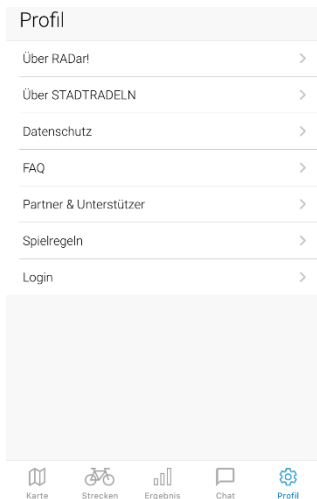 Profil
Über RADar!
Über STADTRADELN
Datenschutz
FAQ
Partner & Unterstützer
Spielregeln
Login
Karte
Strecken
Ergebnis
Chat
Profil